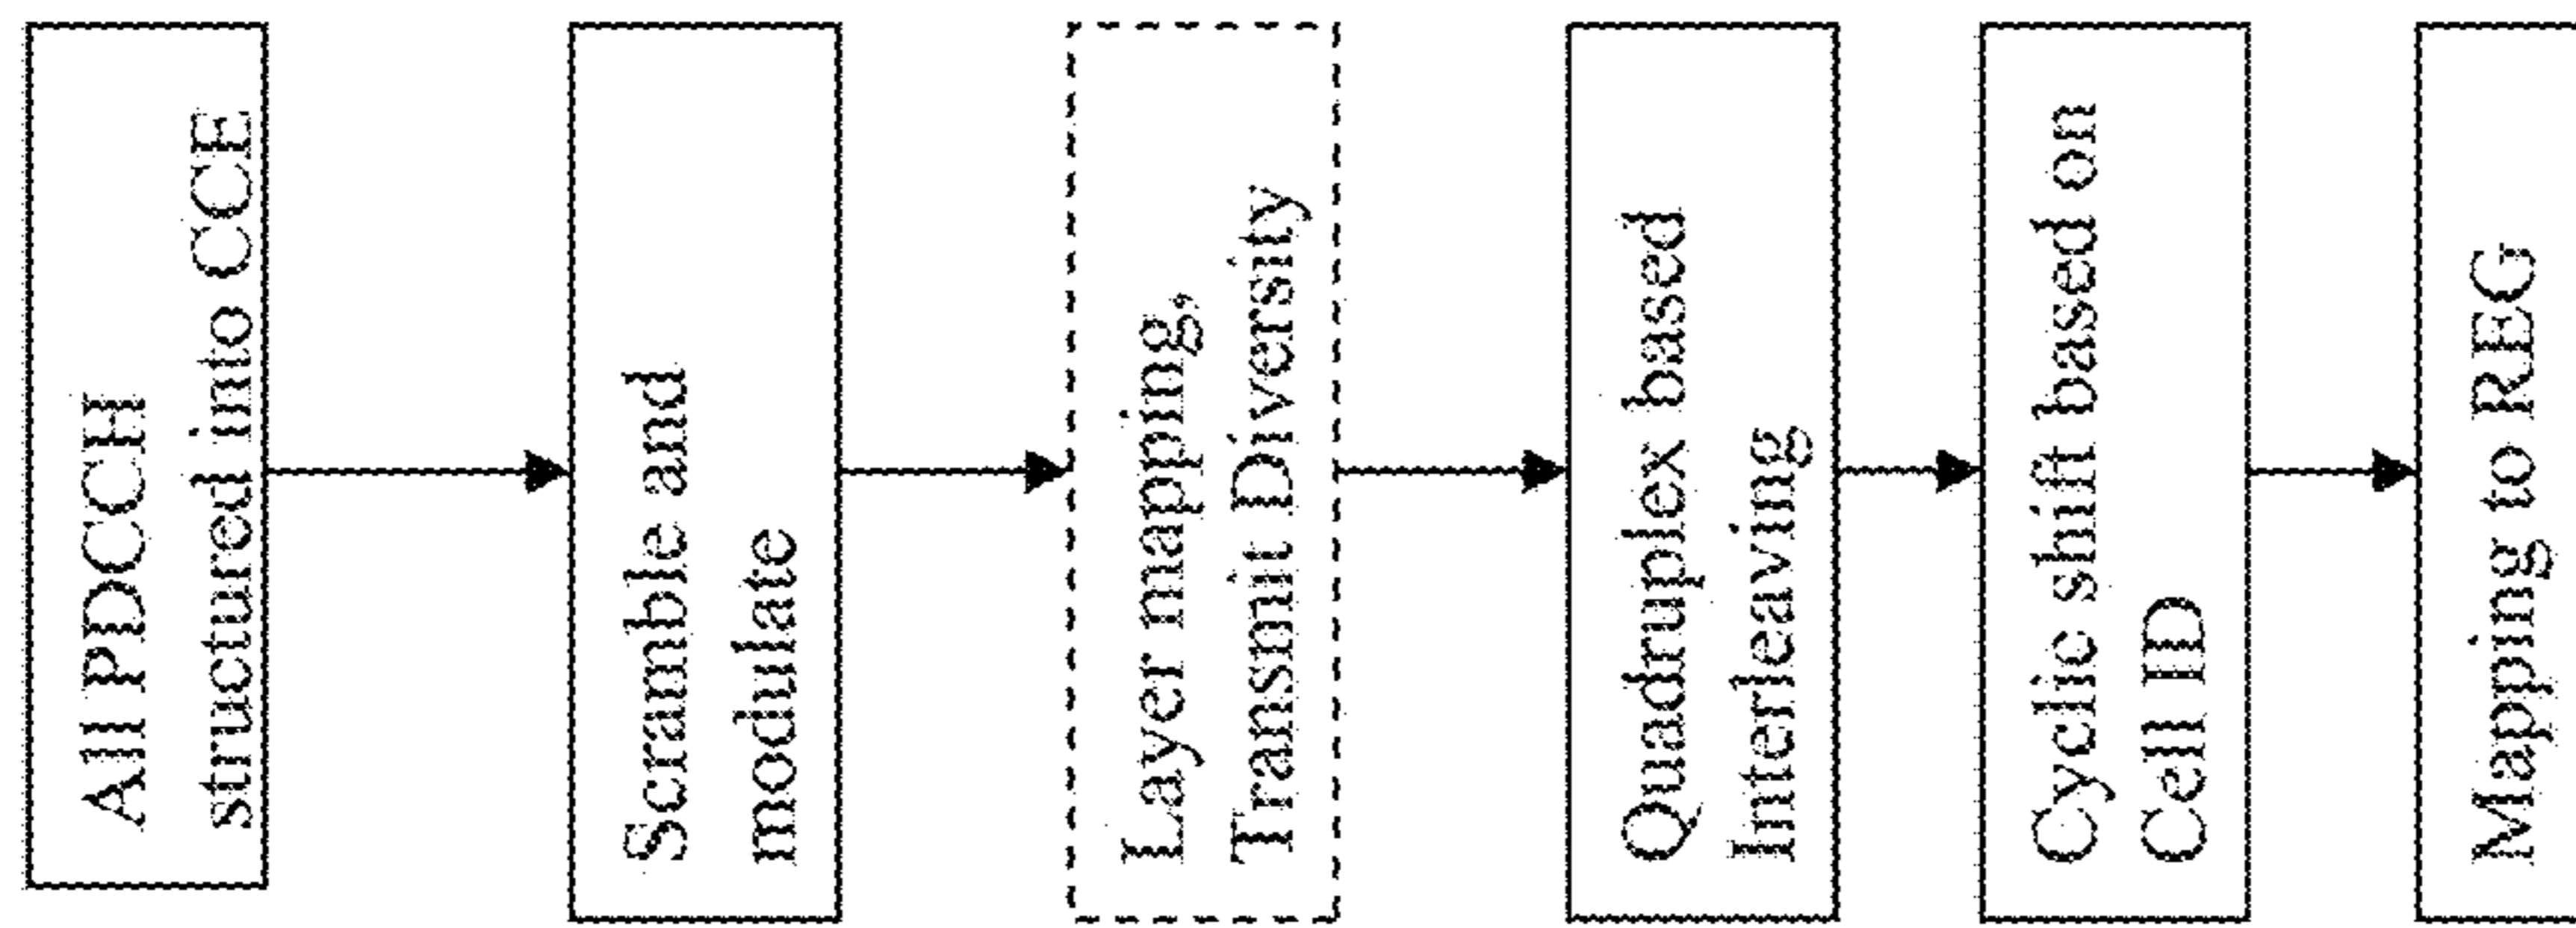 All PDCCH
structured into CCE
Scramble and
modulate
Layer mapping,
Transmit Diversity
Quadruplex based
Interleaving
Cyclic shift based on
Cell ID
Mapping to REG